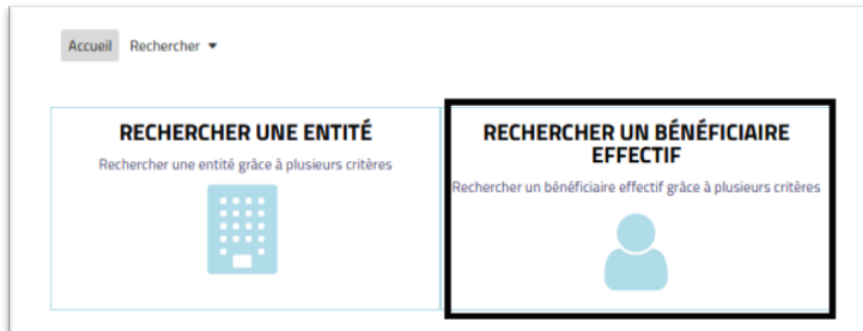 Accueil Rechercher
RECHERCHER UNE ENTITÉ
Rechercher une entité grâce à plusieurs critères
RECHERCHER UN BÉNÉFICIAIRE
EFFECTIF
Rechercher un bénéficiaire effectif grâce à plusieurs critères